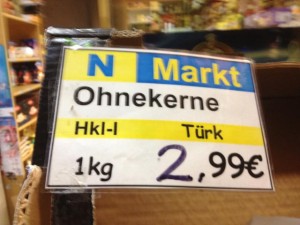 N Markt
Ohnekerne
Hkl-I Türk
1kg 2,99€